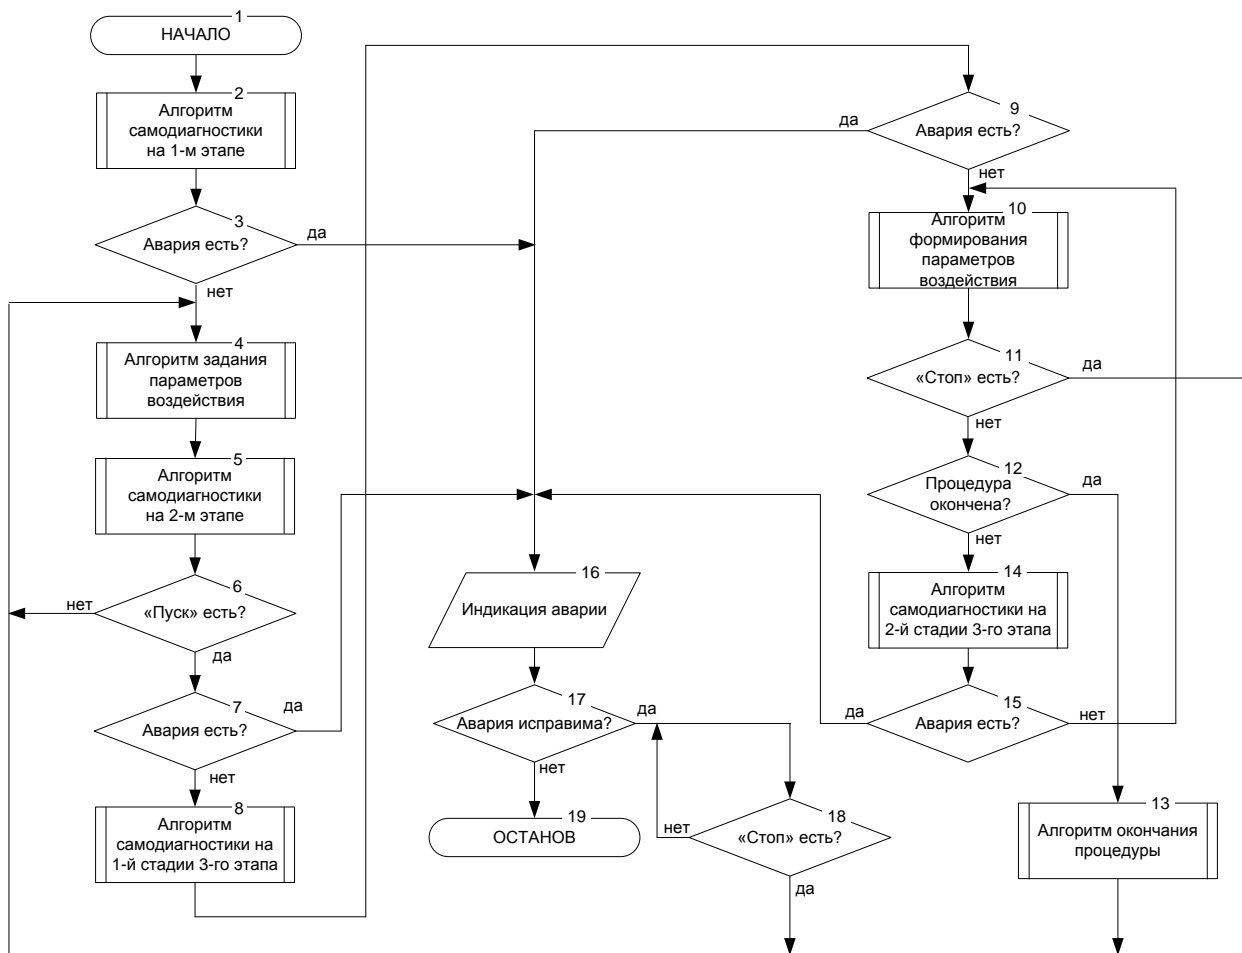 1
НАЧАЛО
2
Алгоритм
самодиагностики
на 1-м этапе
3
Авария есть?
да
нет
4
Алгоритм задания
параметров
воздействия
5
Алгоритм
самодиагностики
на 2-м этапе
6
«Пуск» есть?
нет
да
7
Авария есть?
да
нет
8
Алгоритм
самодиагностики на
1-й стадии 3-го этапа
9
Авария есть?
да
нет
10
Алгоритм
формирования
параметров
воздействия
11
«Стоп» есть?
да
нет
12
Процедура
окончена?
да
нет
14
Алгоритм
самодиагностики на
2-й стадии 3-го этапа
15
Авария есть?
да
нет
13
Алгоритм окончания
процедуры
16
Индикация аварии
17
Авария исправима?
да
нет
18
«Стоп» есть?
нет
да
19
ОСТАНОВ